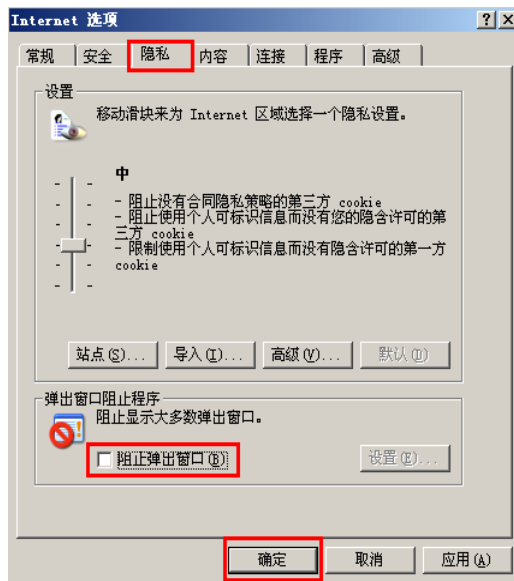 Internet 选项
常规 安全 隐私 内容 连接 程序 高级
设置
移动滑块来为 Internet 区域选择一个隐私设置。
中
- 阻止没有合同隐私策略的第三方 cookie
- 阻止使用个人可标识信息而没有您的隐含许可的第
三方 cookie
- 限制使用个人可标识信息而没有隐含许可的第一方
cookie
站点(S)... 导入(I)... 高级(V)... 默认(D)
弹出窗口阻止程序
阻止显示大多数弹出窗口。
阻止弹出窗口(B) 设置(E)...
确定 取消 应用(A)